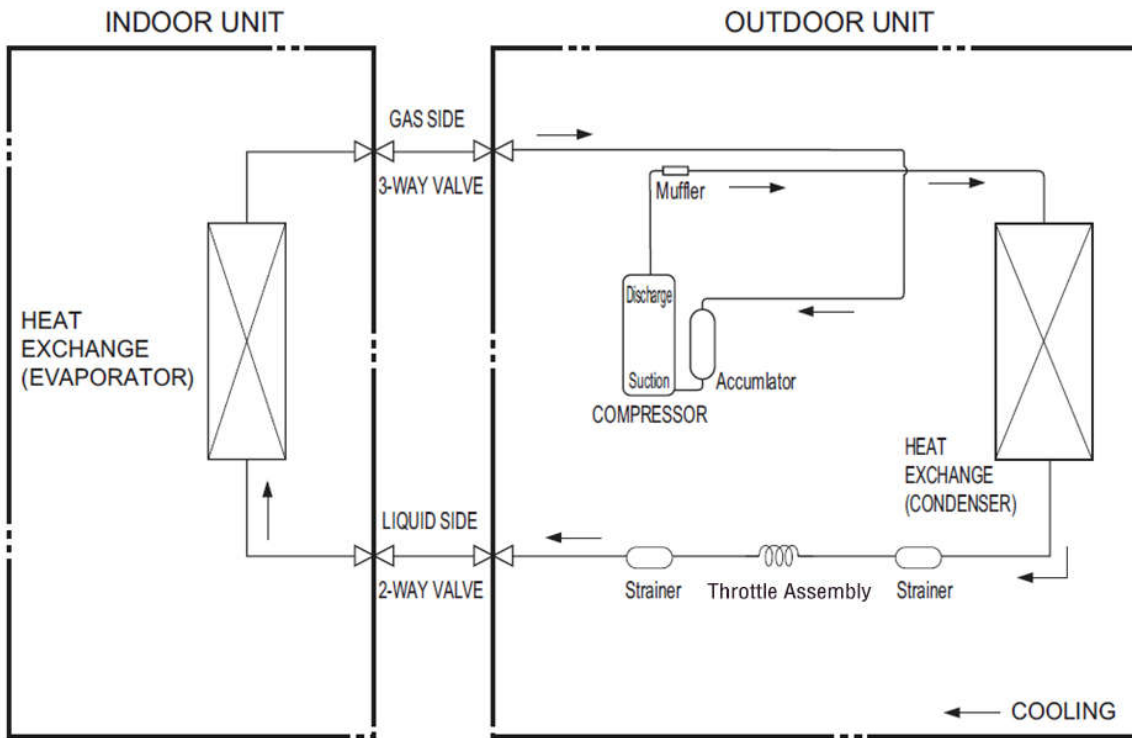 INDOOR UNIT
OUTDOOR UNIT
GAS SIDE
3-WAY VALVE
Muffler
Discharge
Suction
Accumlator
COMPRESSOR
HEAT
EXCHANGE
(EVAPORATOR)
HEAT
EXCHANGE
(CONDENSER)
LIQUID SIDE
2-WAY VALVE
Strainer
Throttle Assembly
Strainer
COOLING